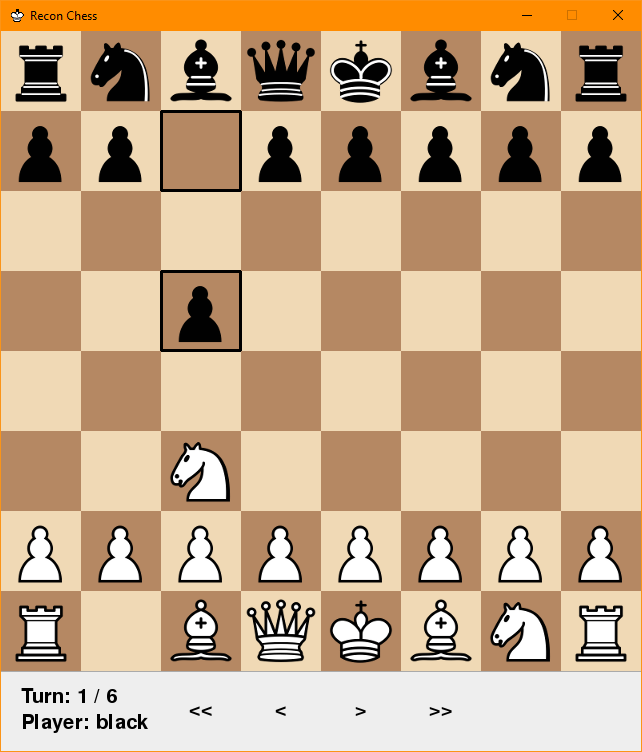 Recon Chess
Turn: 1 / 6
Player: black
<< < > >>